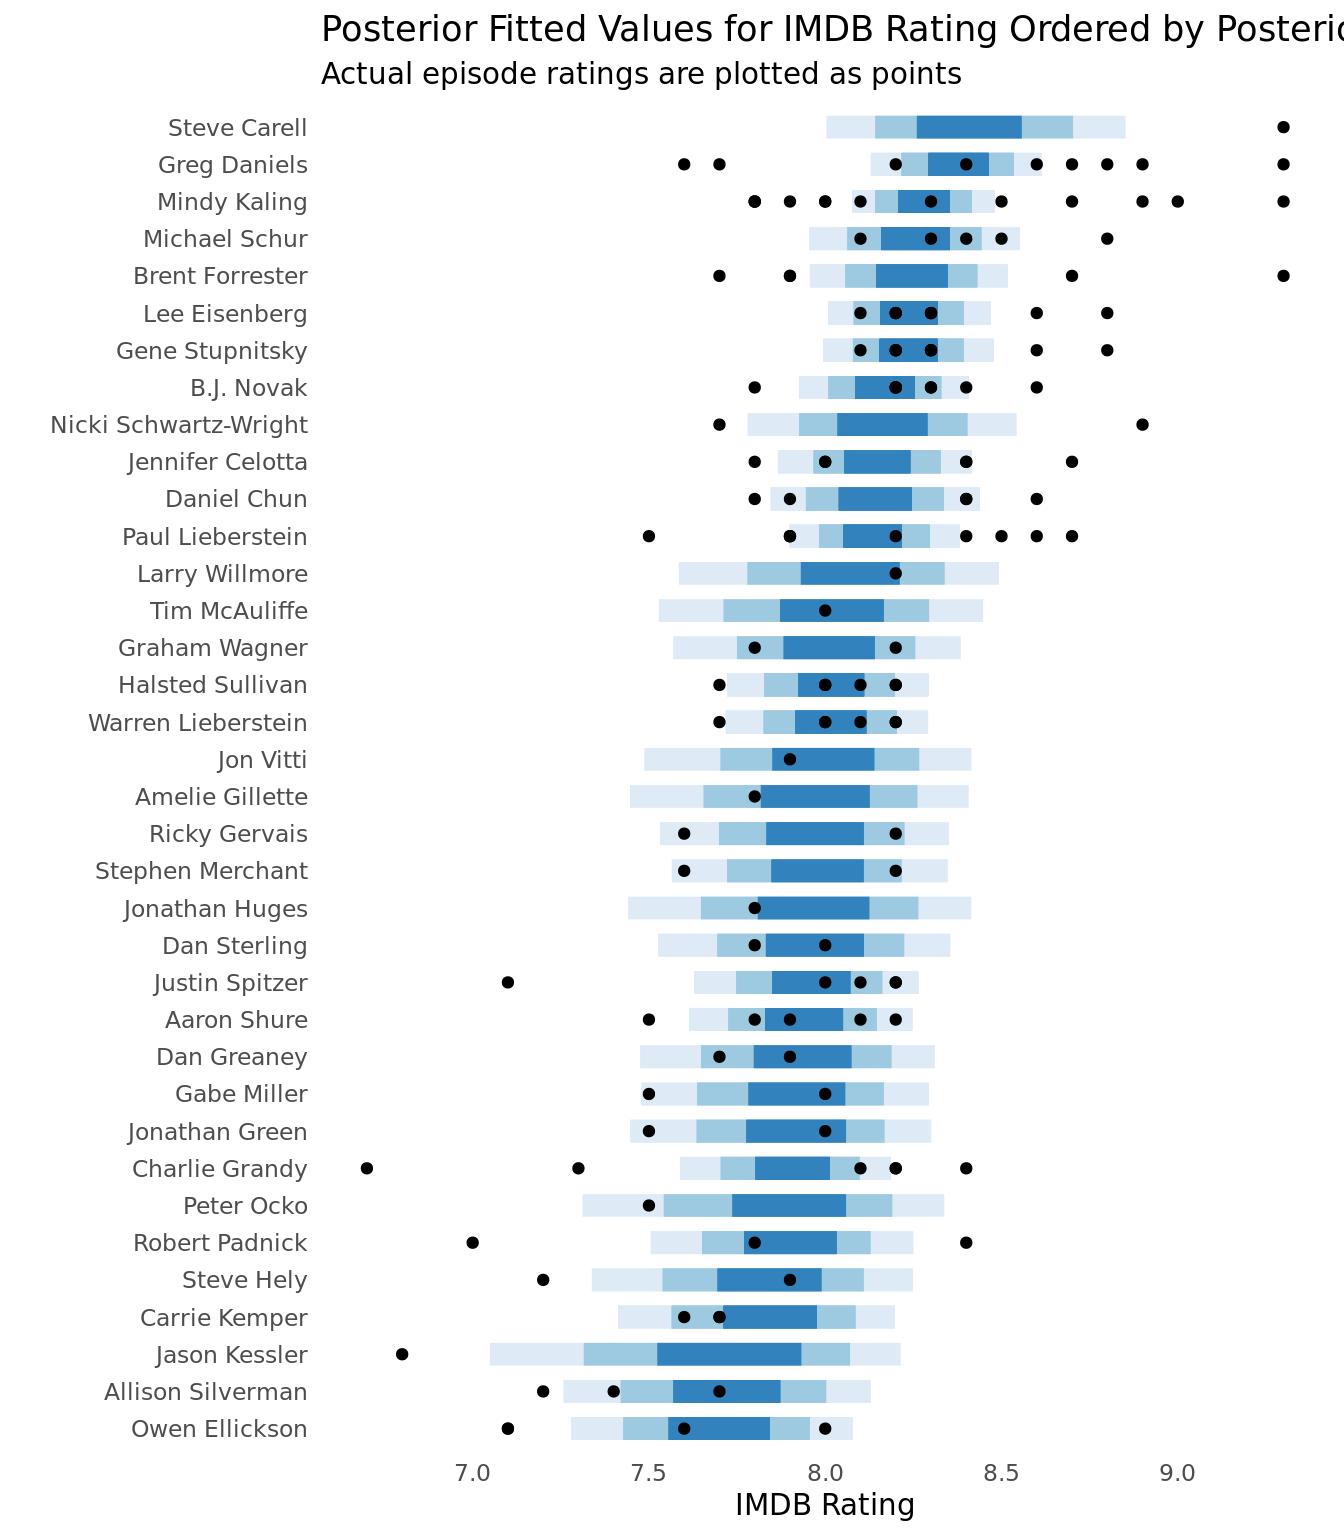 Posterior Fitted Values for IMDB Rating Ordered by
Actual episode ratings are plotted as points
Steve Carell
Greg Daniels
Mindy Kaling
Michael Schur
Brent Forrester
Lee Eisenberg
Gene Stupnitsky
B.J. Novak
Nicki Schwartz-Wright
Jennifer Celotta
Daniel Chun
Paul Lieberstein
Larry Willmore
Tim McAuliffe
Graham Wagner
Halsted Sullivan
Warren Lieberstein
Jon Vitti
Amelie Gillette
Ricky Gervais
Stephen Merchant
Jonathan Huges
Dan Sterling
Justin Spitzer
Aaron Shure
Dan Greaney
Gabe Miller
Jonathan Green
Charlie Grandy
Peter Ocko
Robert Padnick
Steve Hely
Carrie Kemper
Jason Kessler
Allison Silverman
Owen Ellickson
7.0 7.5 8.0 8.5 9.0
IMDB Rating